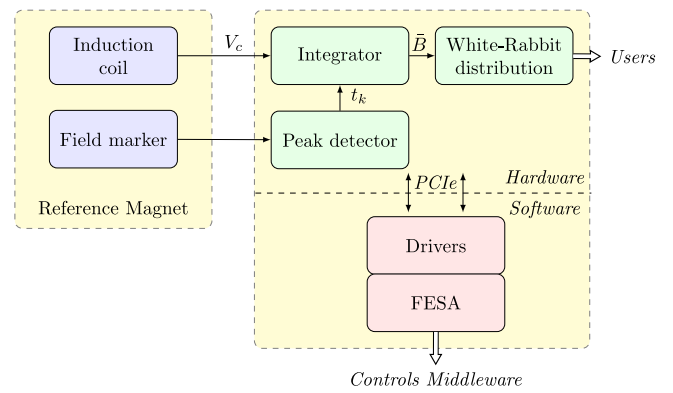 Induction
coil
V_c
Integrator
B̄
White-Rabbit
distribution
Users
t_k
Field marker
Peak detector
PCIe
Hardware
Reference Magnet
Software
Drivers
FESA
Controls Middleware